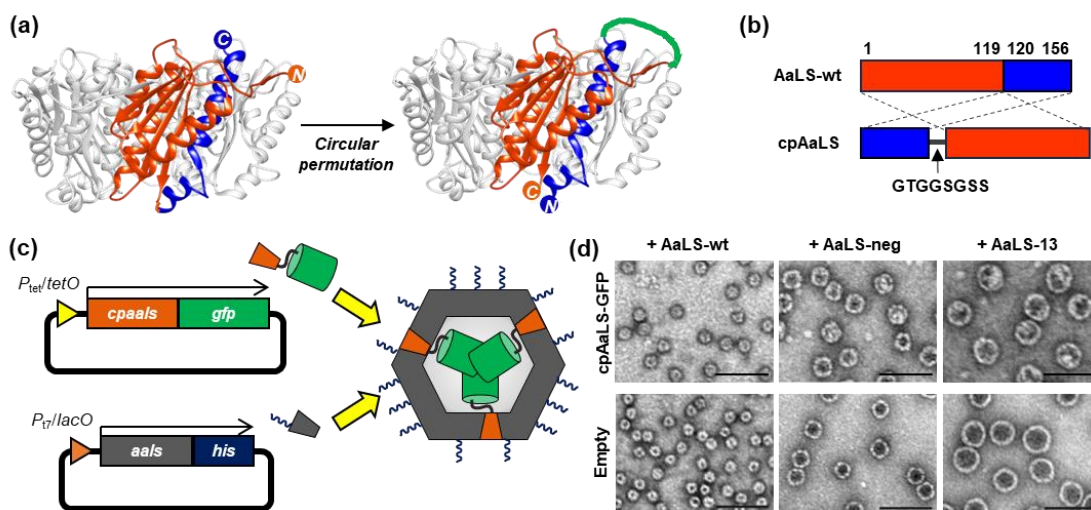 (a)
C
N
Circular
permutation
C
N
(b)
1 119 120 156
AaLS-wt
cpAaLS
GTGGSGSS
(c)
Ptet/tetO
cpaals gfp
PT7/lacO
aals his
(d)
+ AaLS-wt + AaLS-neg + AaLS-13
cpAaLS-GFP
Empty